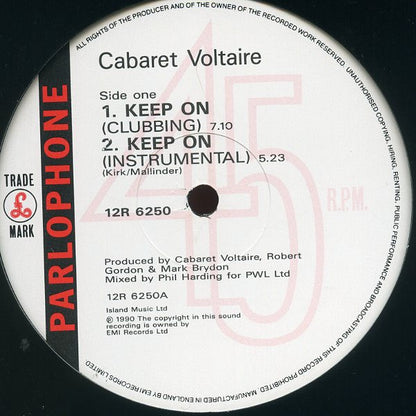 ALL RIGHTS OF THE PRODUCER AND OF THE OWNER OF THE RECORDED WORK RESERVED. UNAUTHORISED COPYING, HIRING, RENTING, PUBLIC PERFORMANCE AND BROADCASTING OF THIS RECORD PROHIBITED. MANUFACTURED IN ENGLAND BY EMI RECORDS LIMITED
PARLOPHONE
TRADE
£
MARK
Cabaret Voltaire
Side one
1. KEEP ON
(CLUBBING) 7.10
2. KEEP ON
(INSTRUMENTAL) 5.23
(Kirk/Mallinder)
12R 6250
45
R.P.M.
Produced by Cabaret Voltaire, Robert
Gordon & Mark Brydon
Mixed by Phil Harding for PWL Ltd
12R 6250A
Island Music Ltd
℗ 1990 The copyright in this sound
recording is owned by
EMI Records Ltd